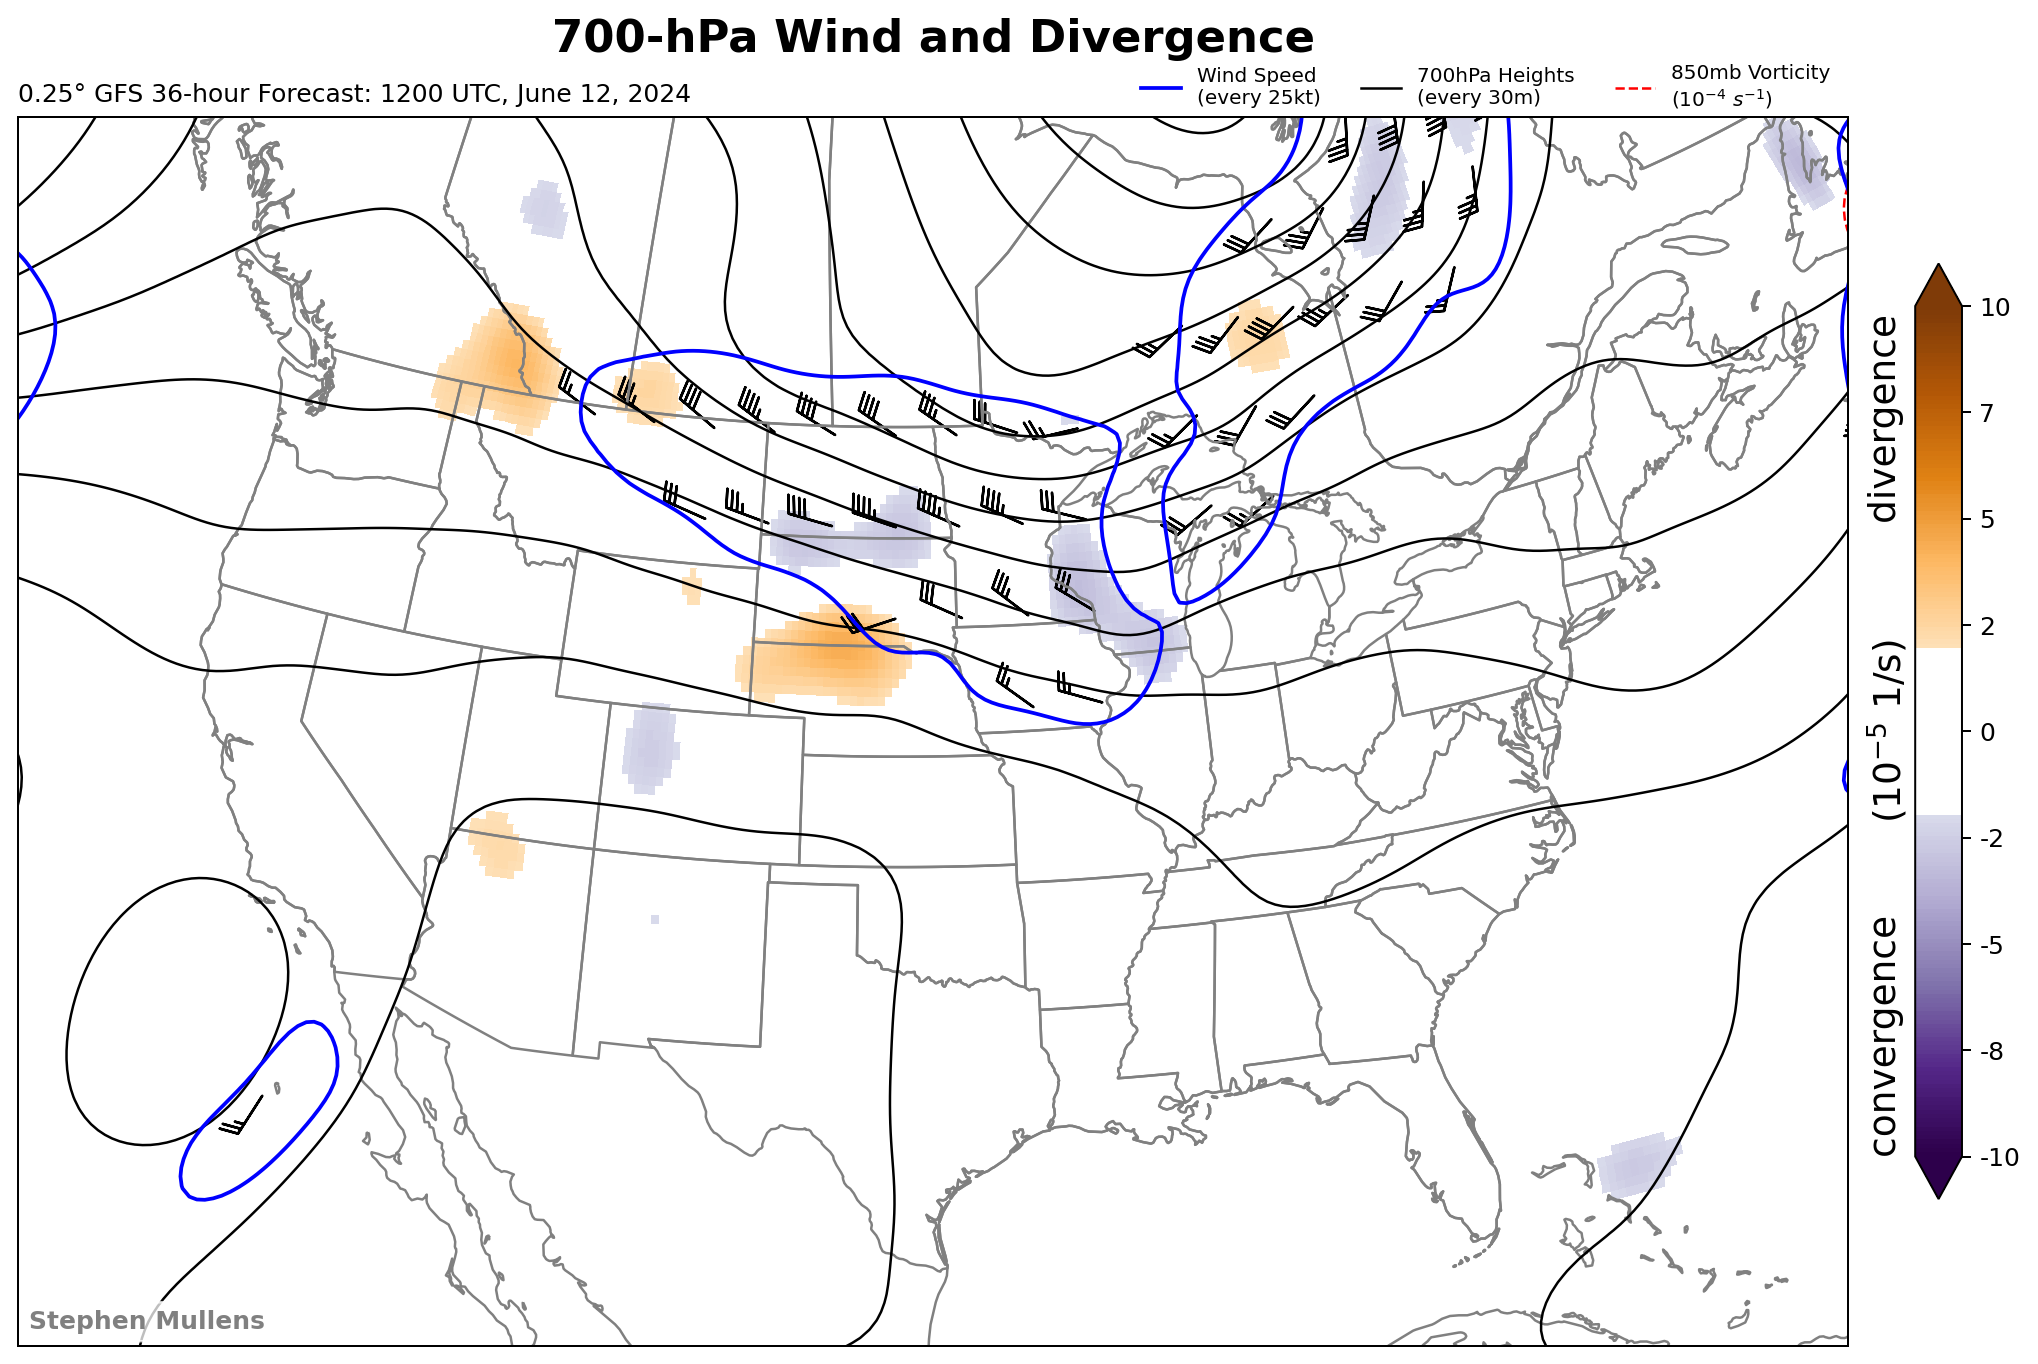 700-hPa Wind and Divergence
0.25° GFS 36-hour Forecast: 1200 UTC, June 12, 2024
Wind Speed
(every 25kt)
700hPa Heights
(every 30m)
850mb Vorticity
(10⁻⁴ s⁻¹)
10
7
5
2
0
-2
-5
-8
-10
convergence (10⁻⁵ 1/s) divergence
Stephen Mullens